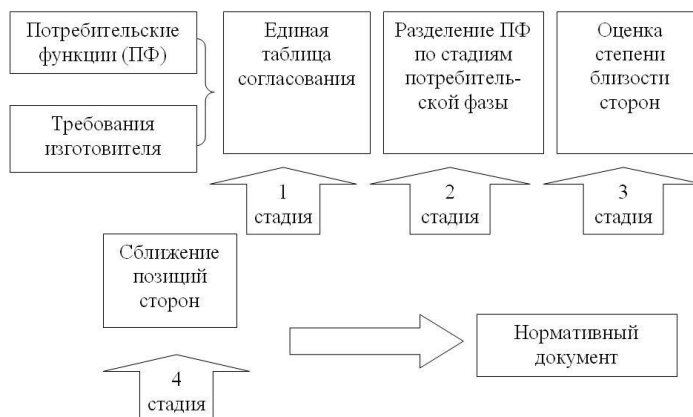 Потребительские
функции (ПФ)
Требования
изготовителя
Единая
таблица
согласования
Разделение ПФ
по стадиям
потребитель-
ской фазы
Оценка
степени
близости
сторон
1
стадия
2
стадия
3
стадия
Сближение
позиций
сторон
4
стадия
Нормативный
документ